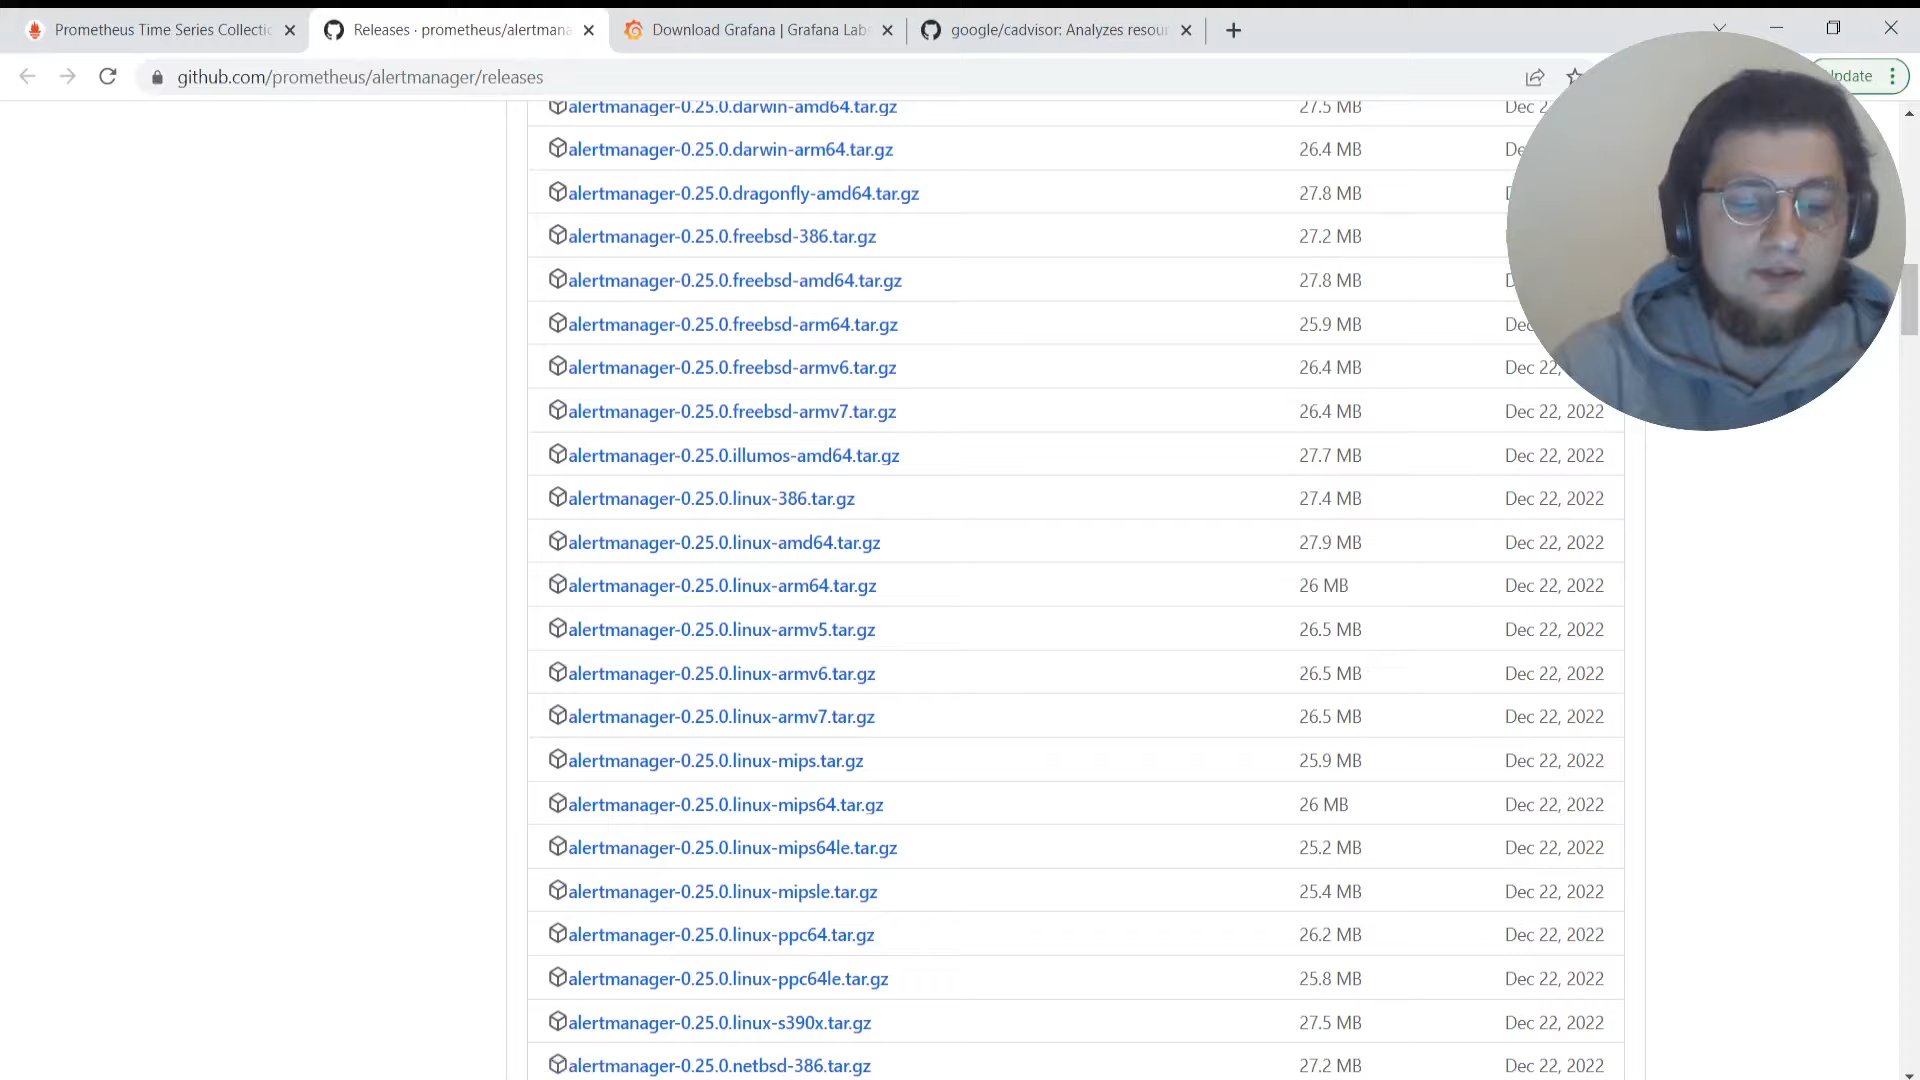 Prometheus Time Series Collectic
Releases · prometheus/alertmana
Download Grafana | Grafana Labs
google/cadvisor: Analyzes resour
github.com/prometheus/alertmanager/releases
pdate
alertmanager-0.25.0.darwin-amd64.tar.gz 27.5 MB Dec 2
alertmanager-0.25.0.darwin-arm64.tar.gz 26.4 MB De
alertmanager-0.25.0.dragonfly-amd64.tar.gz 27.8 MB
alertmanager-0.25.0.freebsd-386.tar.gz 27.2 MB
alertmanager-0.25.0.freebsd-amd64.tar.gz 27.8 MB
alertmanager-0.25.0.freebsd-arm64.tar.gz 25.9 MB Dec
alertmanager-0.25.0.freebsd-armv6.tar.gz 26.4 MB Dec 22,
alertmanager-0.25.0.freebsd-armv7.tar.gz 26.4 MB Dec 22, 2022
alertmanager-0.25.0.illumos-amd64.tar.gz 27.7 MB Dec 22, 2022
alertmanager-0.25.0.linux-386.tar.gz 27.4 MB Dec 22, 2022
alertmanager-0.25.0.linux-amd64.tar.gz 27.9 MB Dec 22, 2022
alertmanager-0.25.0.linux-arm64.tar.gz 26 MB Dec 22, 2022
alertmanager-0.25.0.linux-armv5.tar.gz 26.5 MB Dec 22, 2022
alertmanager-0.25.0.linux-armv6.tar.gz 26.5 MB Dec 22, 2022
alertmanager-0.25.0.linux-armv7.tar.gz 26.5 MB Dec 22, 2022
alertmanager-0.25.0.linux-mips.tar.gz 25.9 MB Dec 22, 2022
alertmanager-0.25.0.linux-mips64.tar.gz 26 MB Dec 22, 2022
alertmanager-0.25.0.linux-mips64le.tar.gz 25.2 MB Dec 22, 2022
alertmanager-0.25.0.linux-mipsle.tar.gz 25.4 MB Dec 22, 2022
alertmanager-0.25.0.linux-ppc64.tar.gz 26.2 MB Dec 22, 2022
alertmanager-0.25.0.linux-ppc64le.tar.gz 25.8 MB Dec 22, 2022
alertmanager-0.25.0.linux-s390x.tar.gz 27.5 MB Dec 22, 2022
alertmanager-0.25.0.netbsd-386.tar.gz 27.2 MB Dec 22, 2022